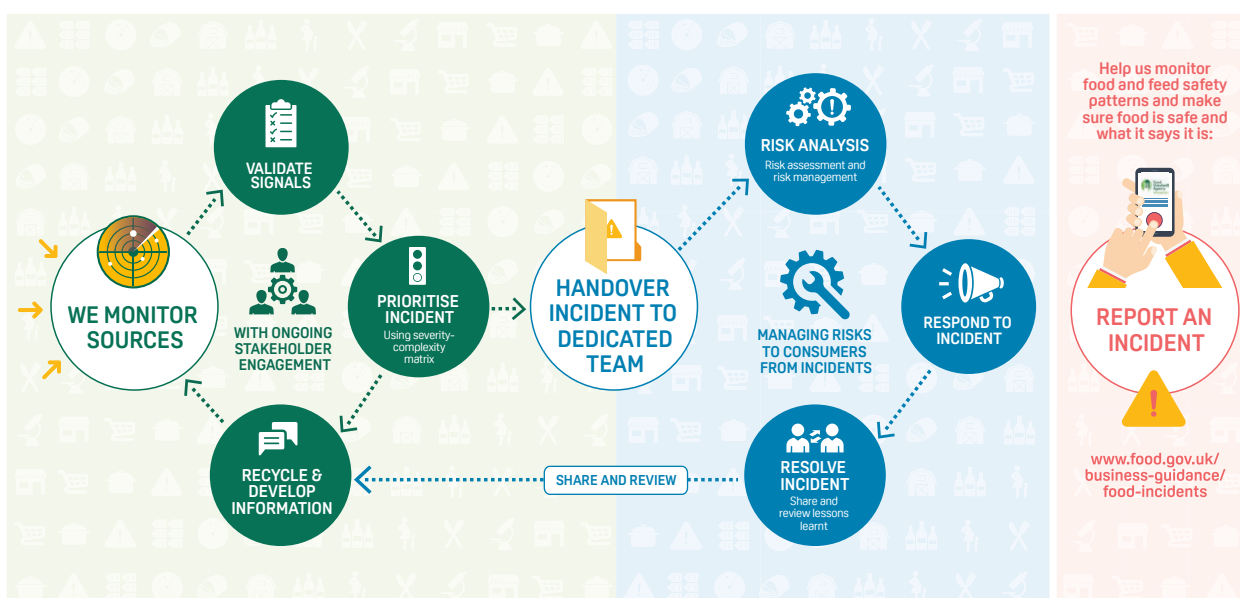 WE MONITOR
SOURCES
VALIDATE
SIGNALS
WITH ONGOING
STAKEHOLDER
ENGAGEMENT
PRIORITISE
INCIDENT
Using severity-
complexity
matrix
RECYCLE &
DEVELOP
INFORMATION
HANDOVER
INCIDENT TO
DEDICATED
TEAM
RISK ANALYSIS
Risk assessment and
risk management
MANAGING RISKS
TO CONSUMERS
FROM INCIDENTS
RESPOND TO
INCIDENT
RESOLVE
INCIDENT
Share and
review lessons
learnt
SHARE AND REVIEW
Help us monitor
food and feed safety
patterns and make
sure food is safe and
what it says it is:
Food
Standards
Agency
REPORT AN
INCIDENT
www.food.gov.uk/
business-guidance/
food-incidents